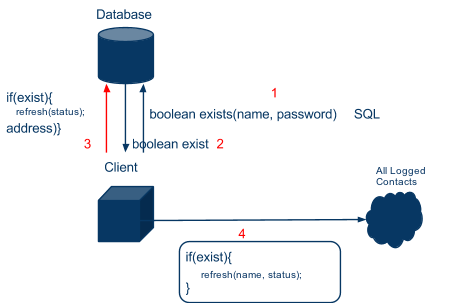 Database
1
if(exist){
refresh(status);
address)}
boolean exists(name, password) SQL
3
boolean exist 2
Client
All Logged
Contacts
4
if(exist){
refresh(name, status);
}